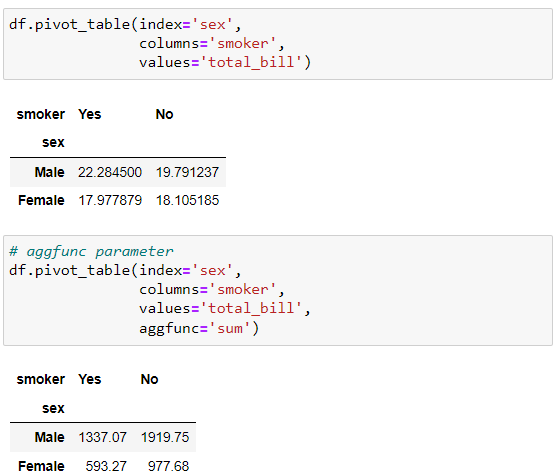 df.pivot_table(index='sex',
               columns='smoker',
               values='total_bill')
smoker Yes No
sex
Male 22.284500 19.791237
Female 17.977879 18.105185
# aggfunc parameter
df.pivot_table(index='sex',
               columns='smoker',
               values='total_bill',
               aggfunc='sum')
smoker Yes No
sex
Male 1337.07 1919.75
Female 593.27 977.68